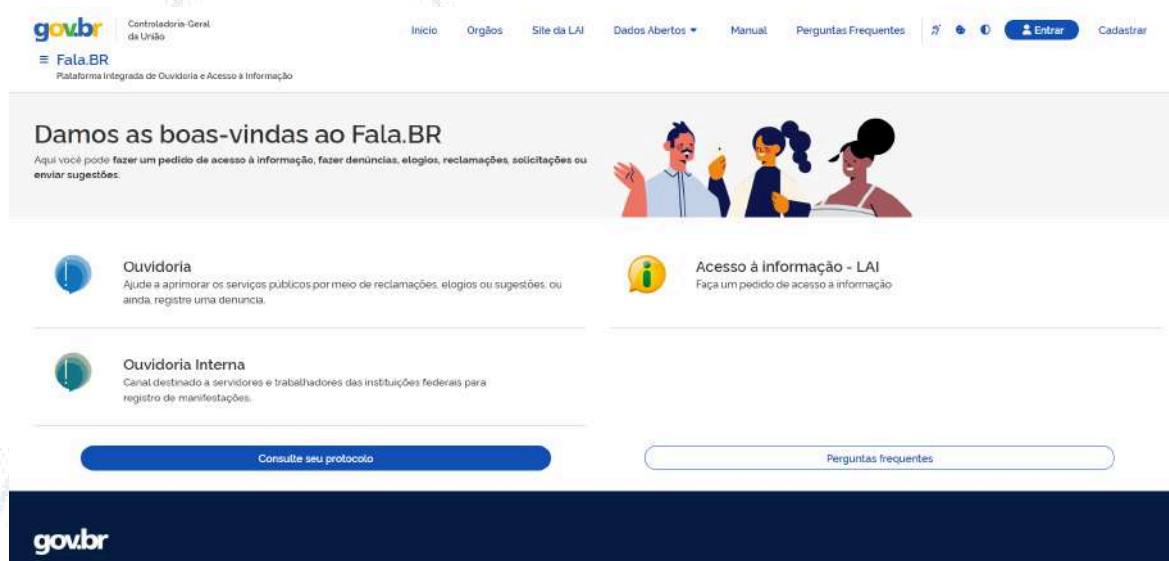 gov.br
Controladoria-Geral
da União
Início Orgãos Site da LAI Dados Abertos Manual Perguntas Frequentes Entrar Cadastrar
Fala.BR
Plataforma Integrada de Ouvidoria e Acesso à Informação
Damos as boas-vindas ao Fala.BR
Aqui você pode fazer um pedido de acesso à informação, fazer denúncias, elogios, reclamações, solicitações ou
enviar sugestões.
Ouvidoria
Ajude a aprimorar os serviços públicos por meio de reclamações, elogios ou sugestões, ou
ainda, registre uma denuncia.
Acesso à informação - LAI
Faça um pedido de acesso a informação
Ouvidoria Interna
Canal destinado a servidores e trabalhadores das instituições federais para
registro de manifestações.
Consulte seu protocolo
Perguntas frequentes
gov.br